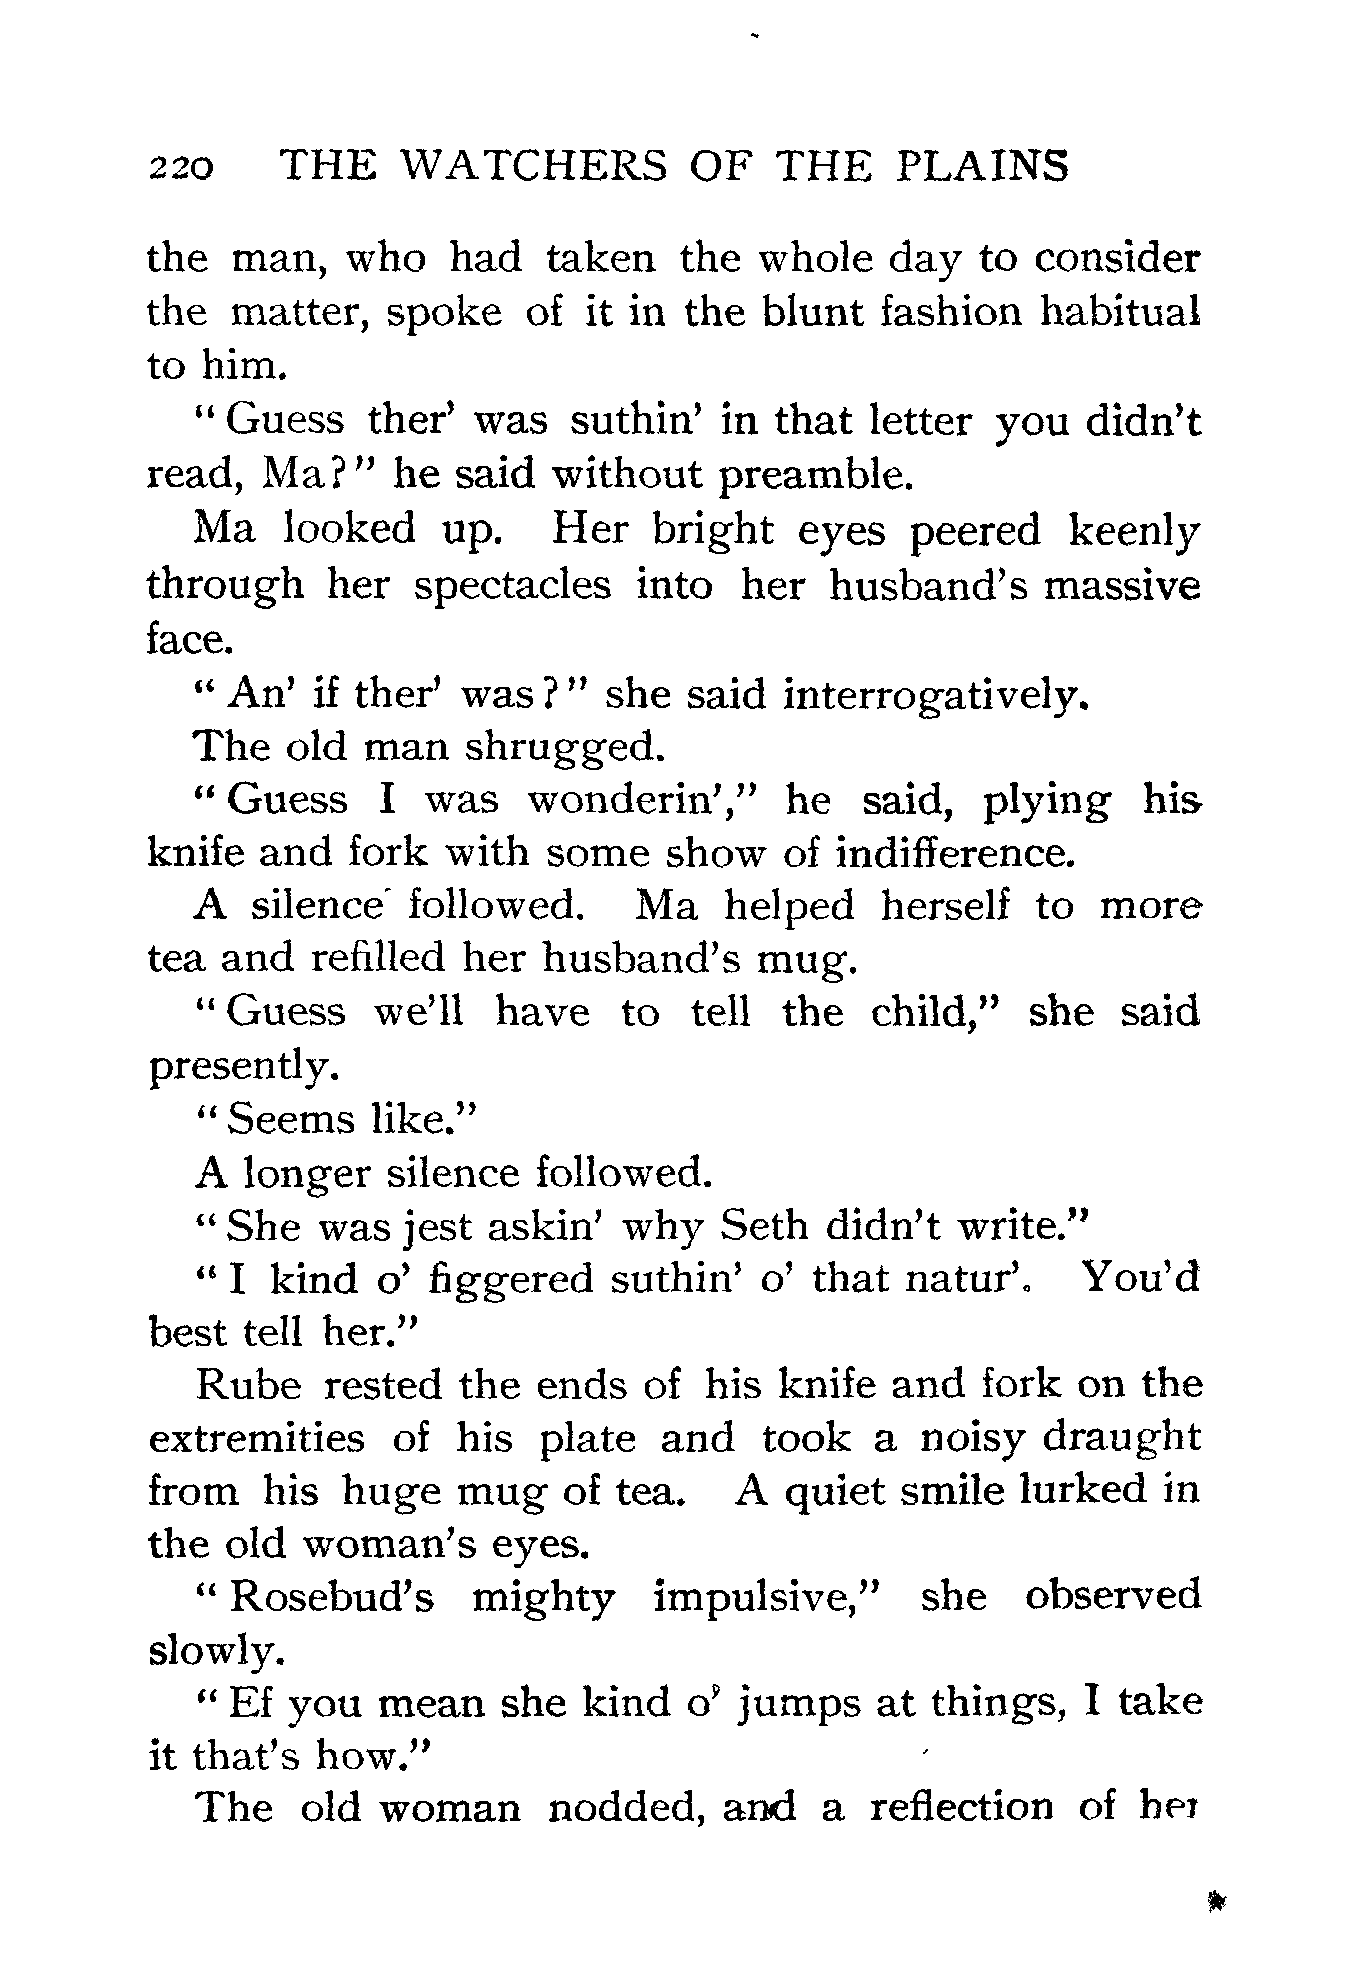 220 THE WATCHERS OF THE PLAINS
the man, who had taken the whole day to consider
the matter, spoke of it in the blunt fashion habitual
to him.
" Guess ther' was suthin' in that letter you didn't
read, Ma?" he said without preamble.
Ma looked up. Her bright eyes peered keenly
through her spectacles into her husband's massive
face.
" An' if ther' was?" she said interrogatively.
The old man shrugged.
" Guess I was wonderin'," he said, plying his
knife and fork with some show of indifference.
A silence followed. Ma helped herself to more
tea and refilled her husband's mug.
" Guess we'll have to tell the child," she said
presently.
" Seems like."
A longer silence followed.
" She was jest askin' why Seth didn't write."
" I kind o' figgered suthin' o' that natur'. You'd
best tell her."
Rube rested the ends of his knife and fork on the
extremities of his plate and took a noisy draught
from his huge mug of tea. A quiet smile lurked in
the old woman's eyes.
" Rosebud's mighty impulsive," she observed
slowly.
" Ef you mean she kind o' jumps at things, I take
it that's how."
The old woman nodded, and a reflection of her